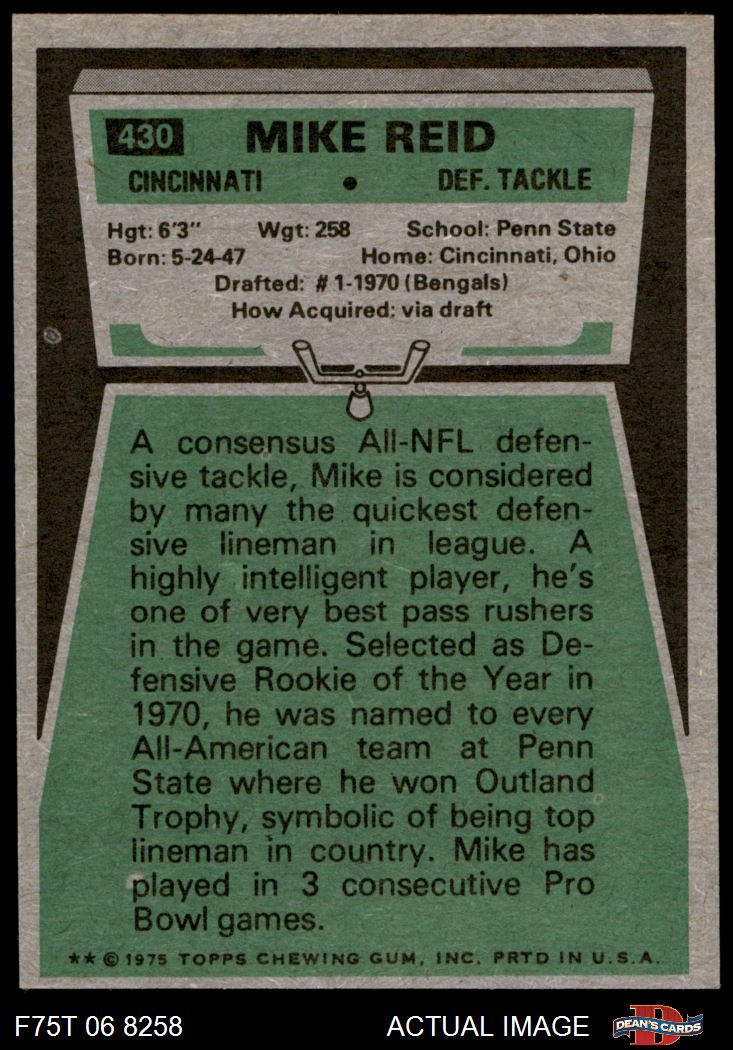 430 MIKE REID
CINCINNATI • DEF. TACKLE
Hgt: 6'3" Wgt: 258 School: Penn State
Born: 5-24-47 Home: Cincinnati, Ohio
Drafted: #1-1970 (Bengals)
How Acquired: via draft
A consensus All-NFL defen-
sive tackle, Mike is considered
by many the quickest defen-
sive lineman in league. A
highly intelligent player, he's
one of very best pass rushers
in the game. Selected as De-
fensive Rookie of the Year in
1970, he was named to every
All-American team at Penn
State where he won Outland
Trophy, symbolic of being top
lineman in country. Mike has
played in 3 consecutive Pro
Bowl games.
★★ © 1975 TOPPS CHEWING GUM, INC. PRTD IN U.S.A.
F75T 06 8258 ACTUAL IMAGE D DEAN'S CARDS